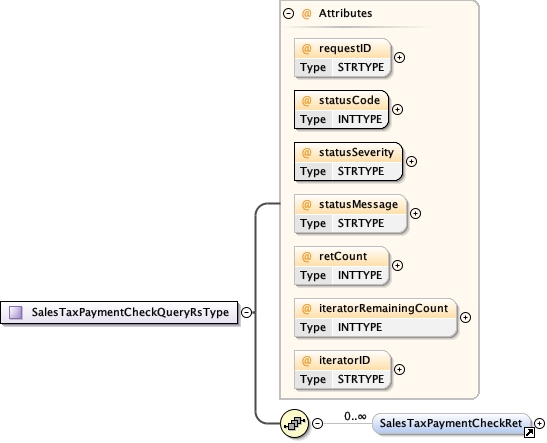 Attributes
@ requestID
Type STRTYPE
@ statusCode
Type INTTYPE
@ statusSeverity
Type STRTYPE
@ statusMessage
Type STRTYPE
@ retCount
Type INTTYPE
@ iteratorRemainingCount
Type INTTYPE
@ iteratorID
Type STRTYPE
SalesTaxPaymentCheckQueryRsType
0..∞
SalesTaxPaymentCheckRet